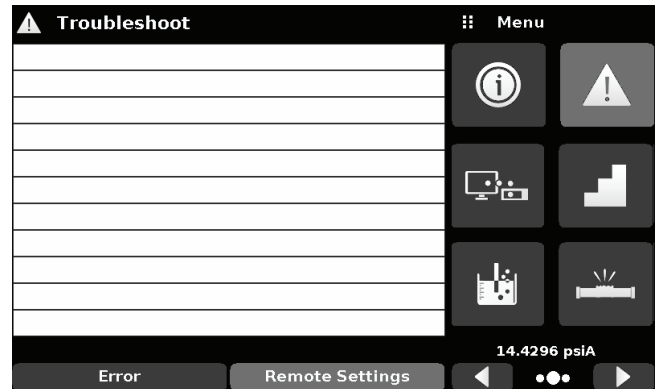 Troubleshoot
Menu
14.4296 psiA
Error
Remote Settings